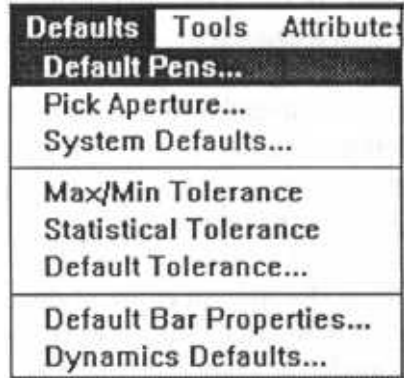 Defaults Tools Attributes
Default Pens...
Pick Aperture...
System Defaults...
Max/Min Tolerance
Statistical Tolerance
Default Tolerance...
Default Bar Properties...
Dynamics Defaults...